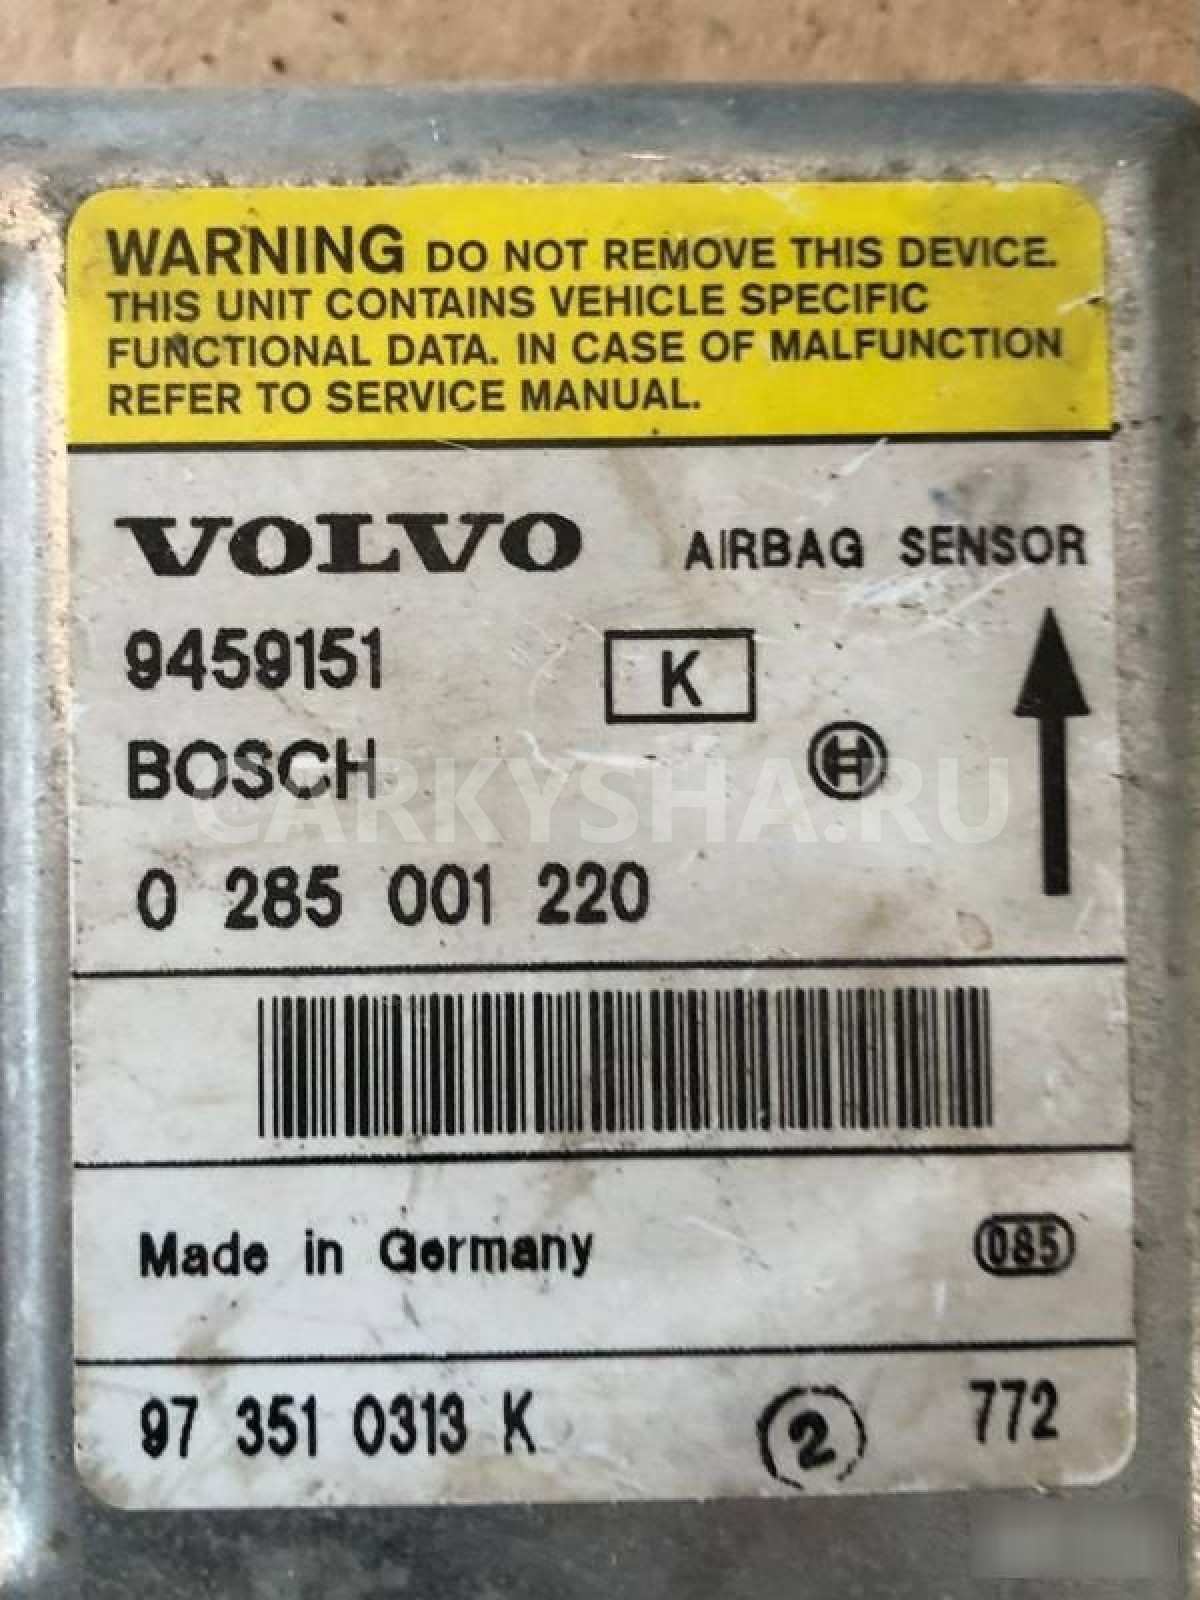 WARNING DO NOT REMOVE THIS DEVICE.
THIS UNIT CONTAINS VEHICLE SPECIFIC
FUNCTIONAL DATA. IN CASE OF MALFUNCTION
REFER TO SERVICE MANUAL.
VOLVO AIRBAG SENSOR
9459151 K
BOSCH
CARKYSHA.RU
0 285 001 220
Made in Germany 085
97 351 0313 K 2 772